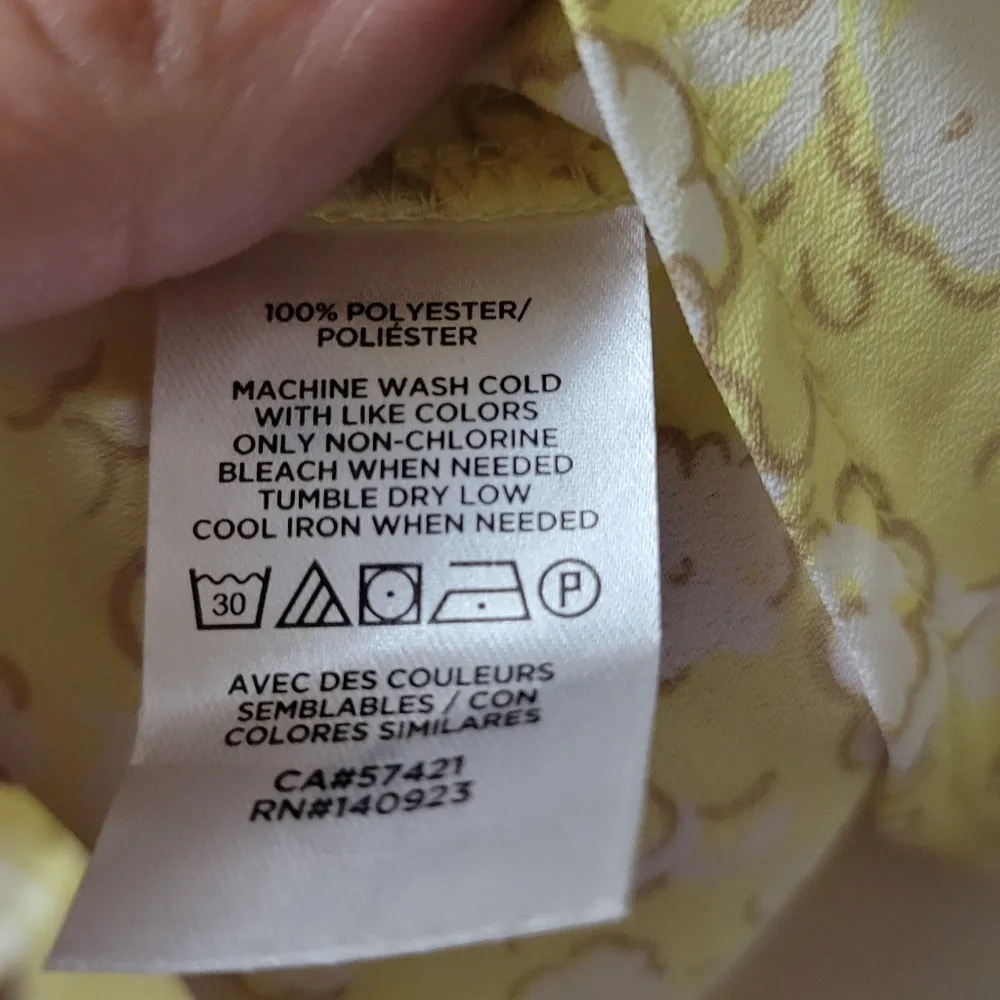 100% POLYESTER/
POLIÉSTER
MACHINE WASH COLD
WITH LIKE COLORS
ONLY NON-CHLORINE
BLEACH WHEN NEEDED
TUMBLE DRY LOW
COOL IRON WHEN NEEDED
30 P
AVEC DES COULEURS
SEMBLABLES / CON
COLORES SIMILARES
CA#57421
RN#140923